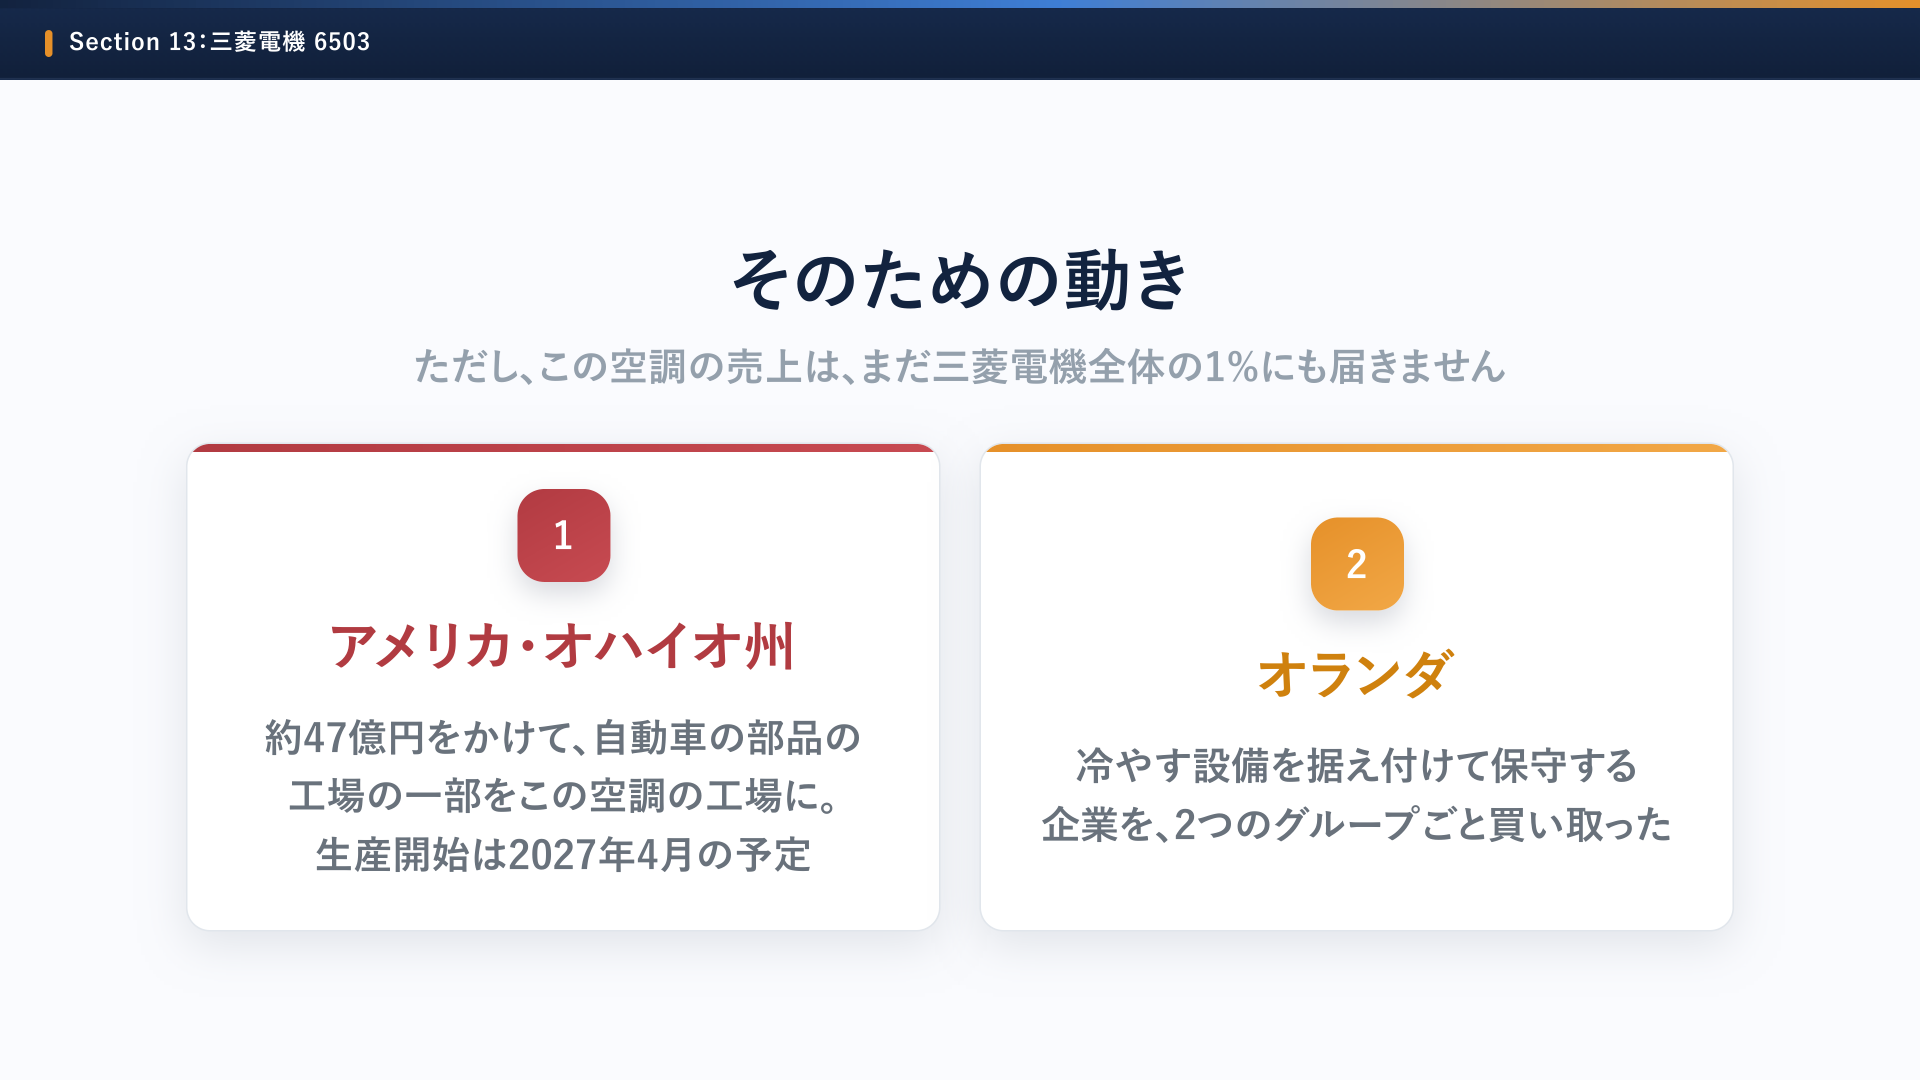 Section 13：三菱電機 6503
そのための動き
ただし、この空調の売上は、まだ三菱電機全体の1%にも届きません
1
アメリカ・オハイオ州
約47億円をかけて、自動車の部品の
工場の一部をこの空調の工場に。
生産開始は2027年4月の予定
2
オランダ
冷やす設備を据え付けて保守する
企業を、2つのグループごと買い取った